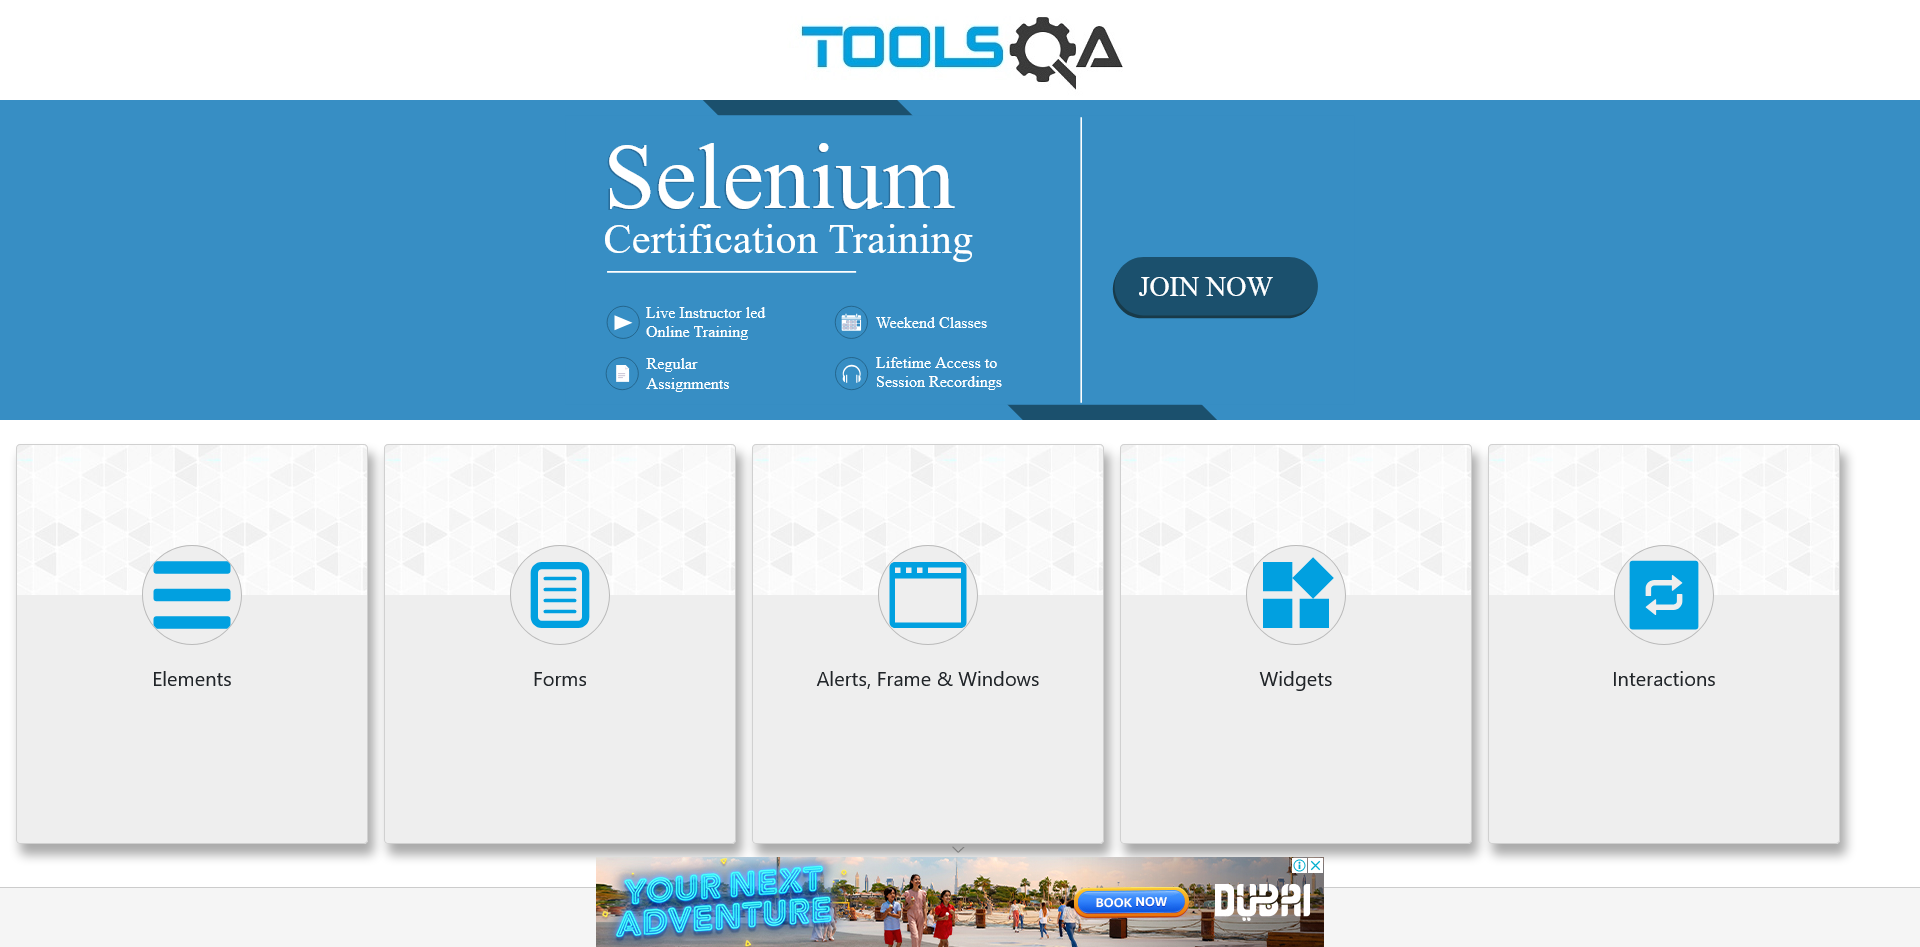 TOOLSQA
Selenium
Certification Training
JOIN NOW
Live Instructor led
Online Training
Weekend Classes
Regular
Assignments
Lifetime Access to
Session Recordings
Elements
Forms
Alerts, Frame & Windows
Widgets
Interactions
YOUR NEXT
ADVENTURE
BOOK NOW
DUBAI